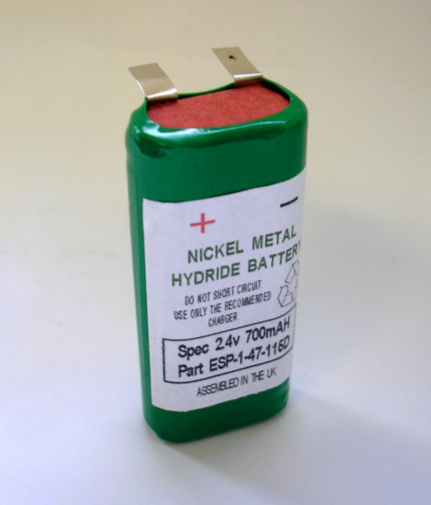 + −
NICKEL METAL
HYDRIDE BATTERY
DO NOT SHORT CIRCUIT
USE ONLY THE RECOMMENDED
CHARGER.
Spec 2.4v 700mAH
Part ESP-1-47-116D
ASSEMBLED IN THE UK